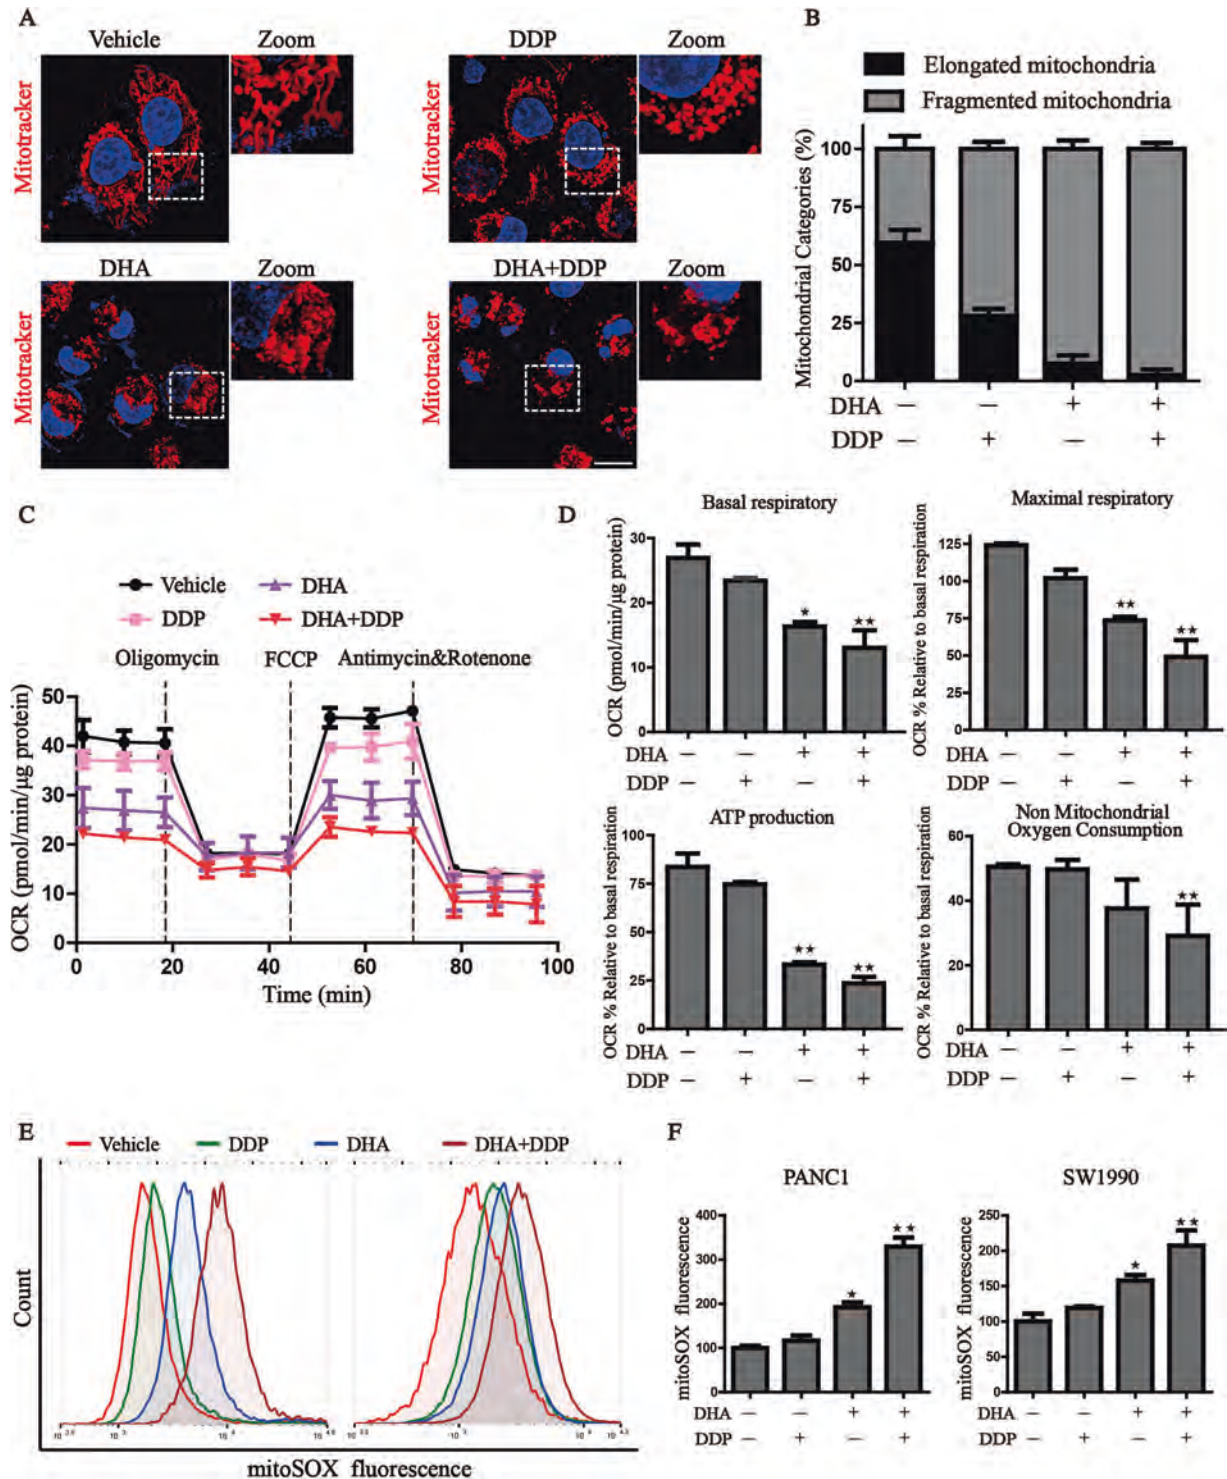 A
Vehicle
Zoom
DDP
Zoom
Mitotracker
Mitotracker
DHA
Zoom
DHA+DDP
Zoom
Mitotracker
Mitotracker
B
Elongated mitochondria
Fragmented mitochondria
Mitochondrial Categories (%)
100
75
50
25
0
DHA – – + +
DDP – + – +
C
Vehicle
DHA
DDP
DHA+DDP
Oligomycin
FCCP
Antimycin&Rotenone
OCR (pmol/min/μg protein)
50
40
30
20
10
0
0 20 40 60 80 100
Time (min)
D
Basal respiratory
OCR (pmol/min/μg protein)
30
20
10
0
★
★★
DHA – – + +
DDP – + – +
Maximal respiratory
OCR % Relative to basal respiration
125
100
75
50
25
0
★★
★★
DHA – – + +
DDP – + – +
ATP production
OCR % Relative to basal respiration
75
50
25
0
★★
★★
DHA – – + +
DDP – + – +
Non Mitochondrial
Oxygen Consumption
OCR % Relative to basal respiration
60
40
20
0
★★
DHA – – + +
DDP – + – +
E
Vehicle
DDP
DHA
DHA+DDP
Count
mitoSOX fluorescence
F
PANC1
mitoSOX fluorescence
400
300
200
100
0
★
★★
DHA – – + +
DDP – + – +
SW1990
mitoSOX fluorescence
250
200
150
100
50
0
★
★★
DHA – – + +
DDP – + – +